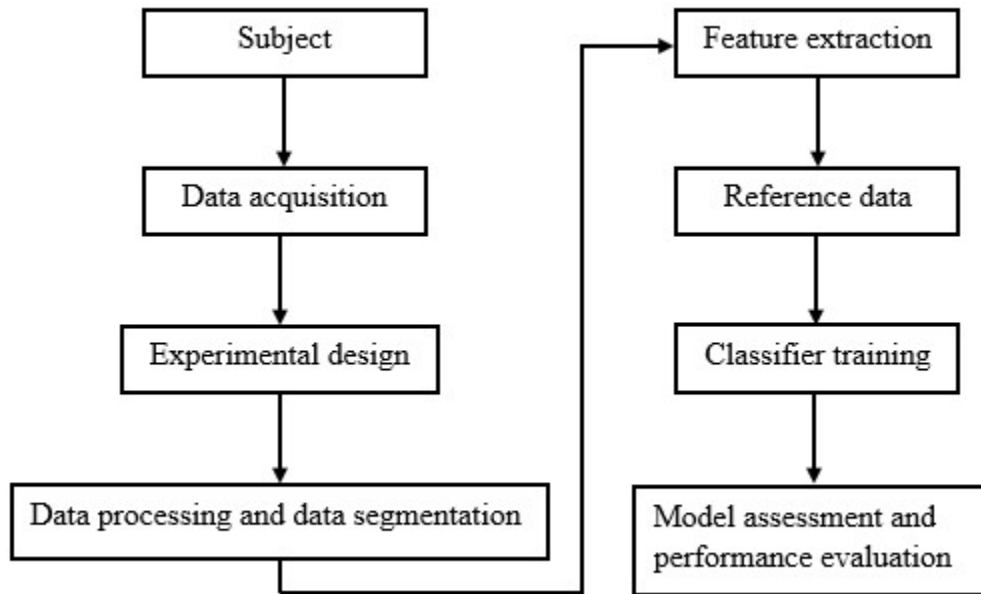 Subject
Data acquisition
Experimental design
Data processing and data segmentation
Feature extraction
Reference data
Classifier training
Model assessment and
performance evaluation